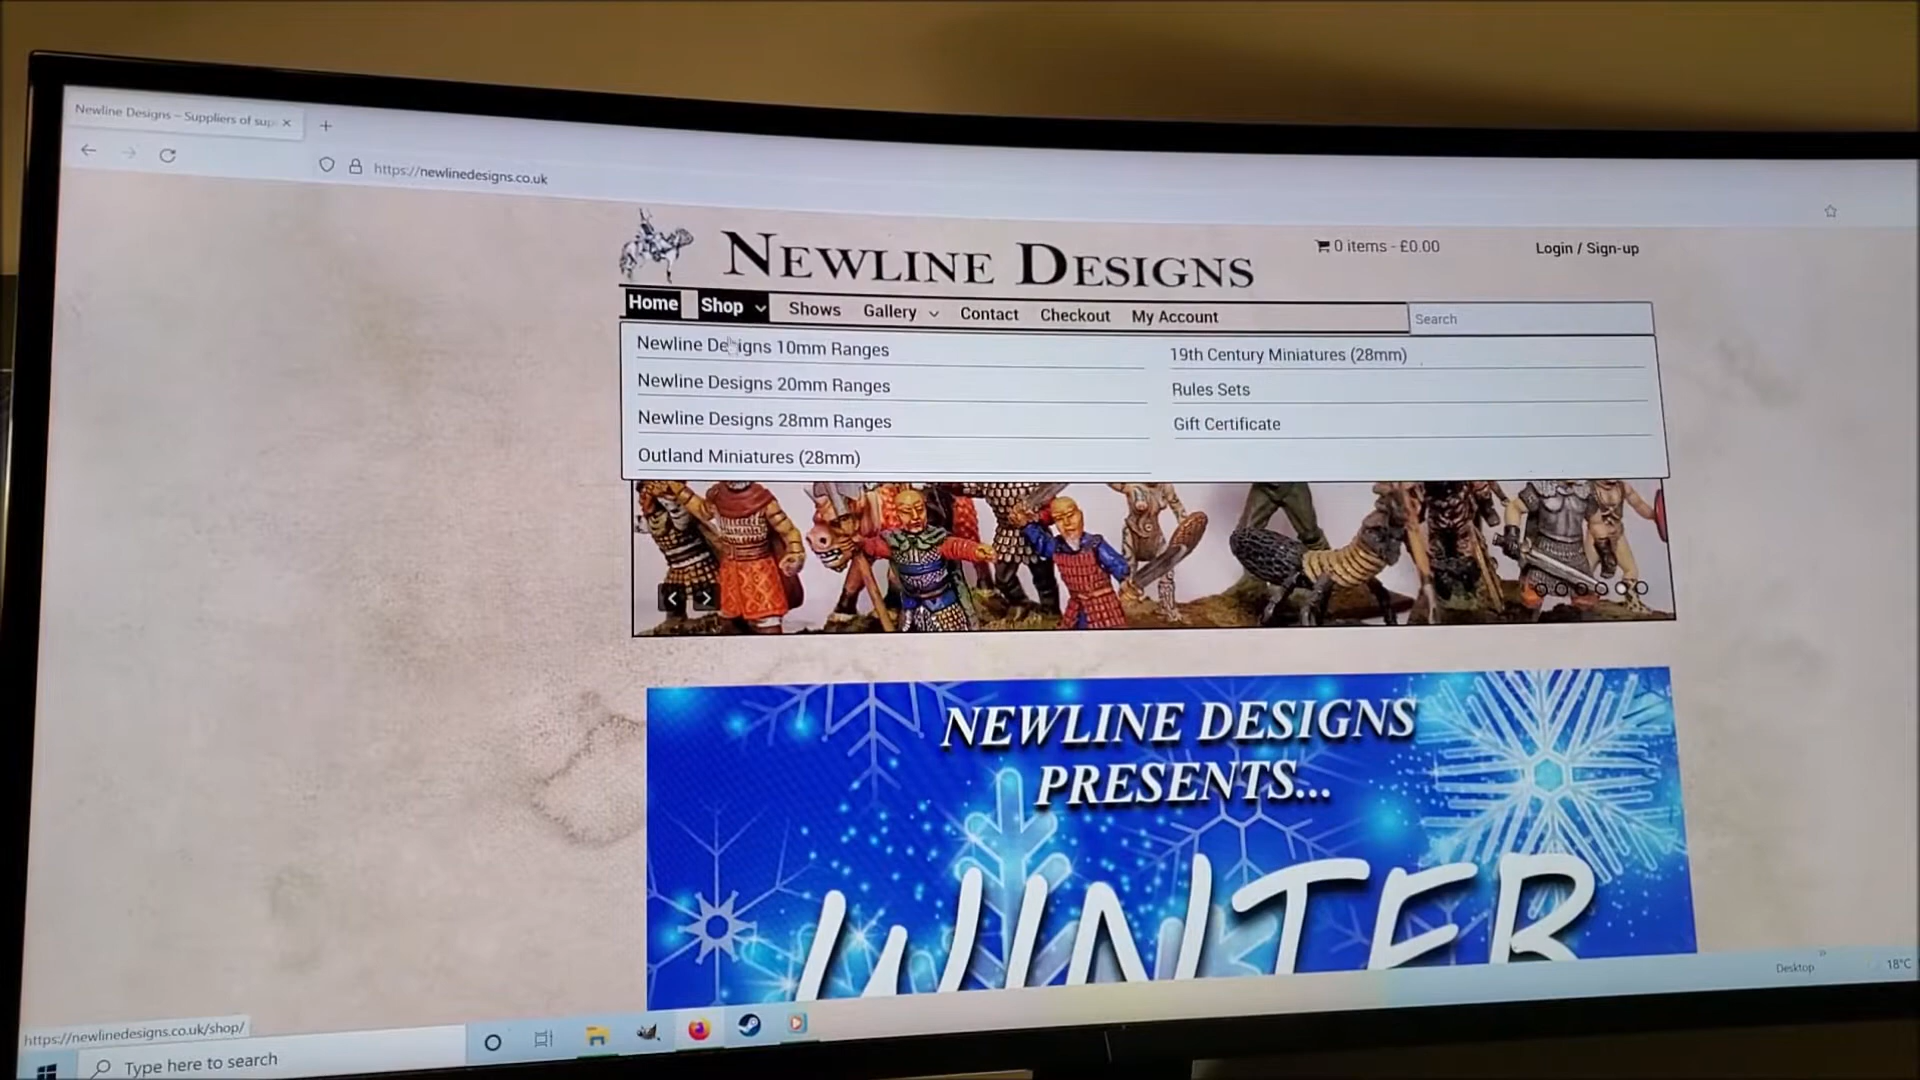 Newline Designs – Suppliers of sup
https://newlinedesigns.co.uk
NEWLINE DESIGNS
0 items - £0.00
Login / Sign-up
Home Shop Shows Gallery Contact Checkout My Account
Search
Newline Designs 10mm Ranges
19th Century Miniatures (28mm)
Newline Designs 20mm Ranges
Rules Sets
Newline Designs 28mm Ranges
Gift Certificate
Outland Miniatures (28mm)
NEWLINE DESIGNS
PRESENTS...
WINTER
Desktop
18°C
https://newlinedesigns.co.uk/shop/
Type here to search